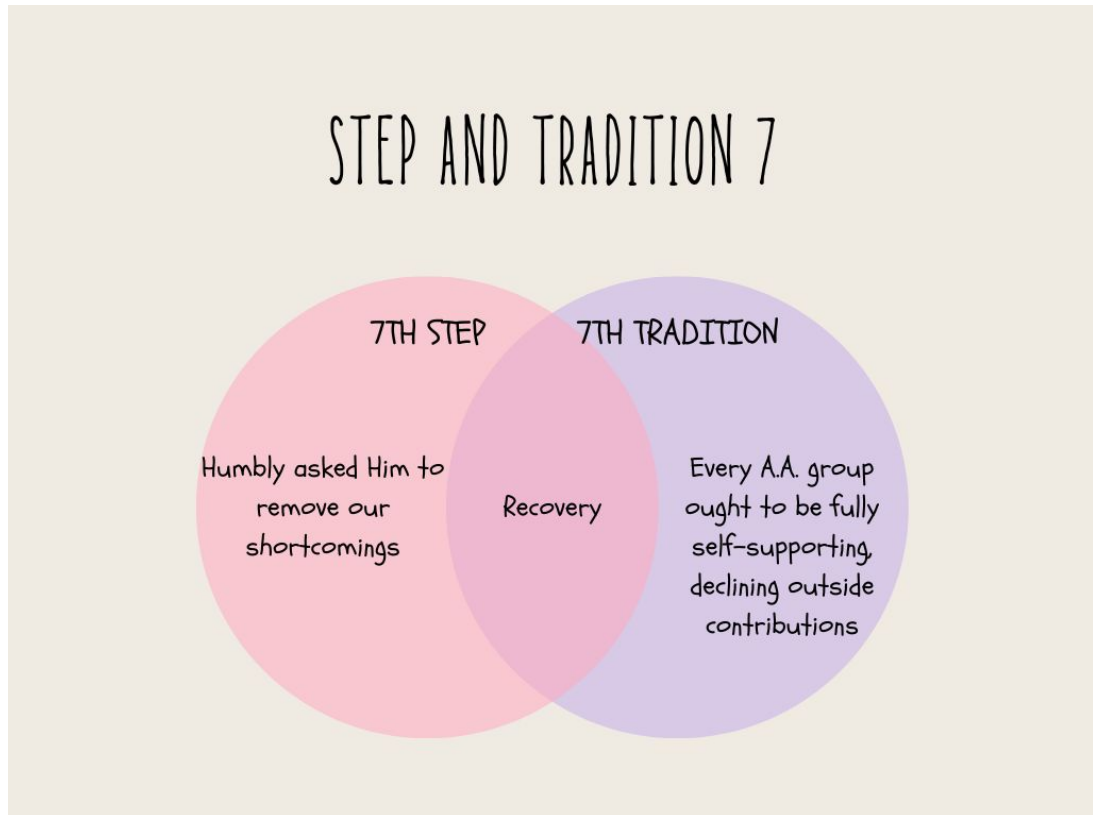 STEP AND TRADITION 7
7TH STEP
Humbly asked Him to
remove our
shortcomings
Recovery
7TH TRADITION
Every A.A. group
ought to be fully
self-supporting,
declining outside
contributions